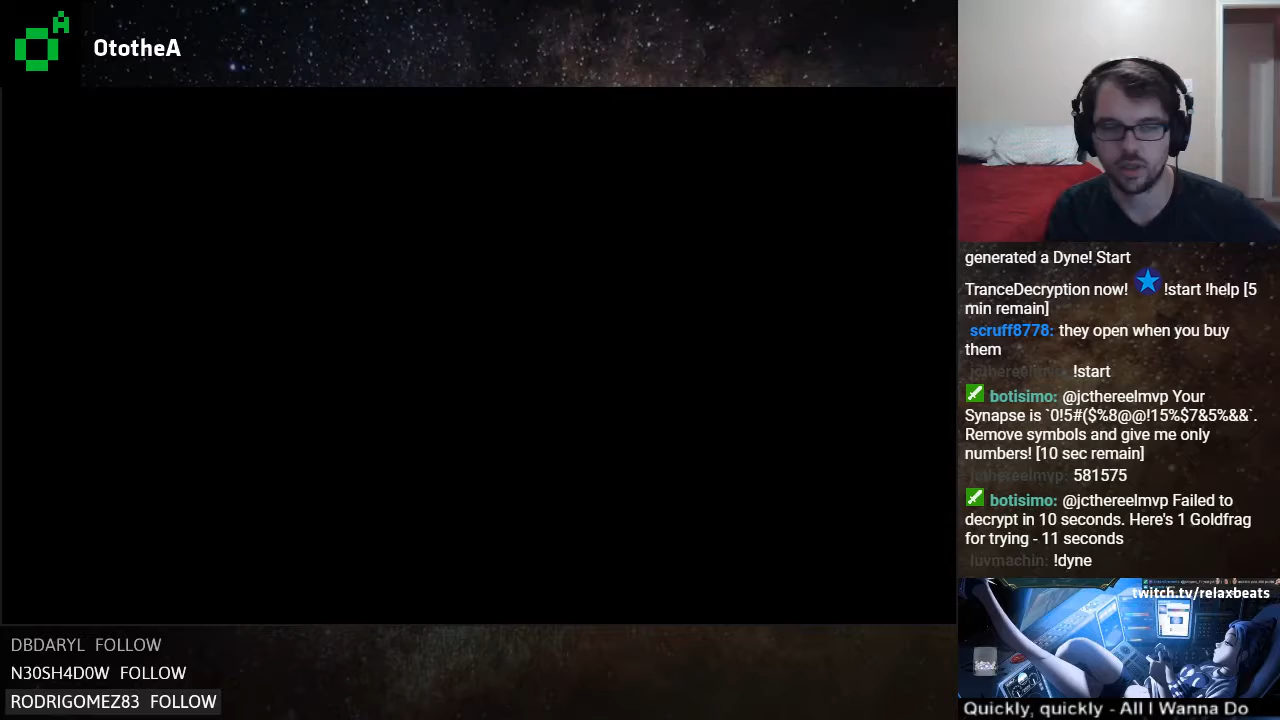 OtotheA
generated a Dyne! Start
TranceDecryption now! !start !help [5
min remain]
scruff8778: they open when you buy
them
jcthereelmvp: !start
botisimo: @jcthereelmvp Your
Synapse is `0!5#($%8@@!15%$7&5%&&`.
Remove symbols and give me only
numbers! [10 sec remain]
jcthereelmvp: 581575
botisimo: @jcthereelmvp Failed to
decrypt in 10 seconds. Here's 1 Goldfrag
for trying - 11 seconds
luvmachin: !dyne
twitch.tv/relaxbeats
Quickly, quickly - All I Wanna Do
DBDARYL FOLLOW
N30SH4D0W FOLLOW
RODRIGOMEZ83 FOLLOW